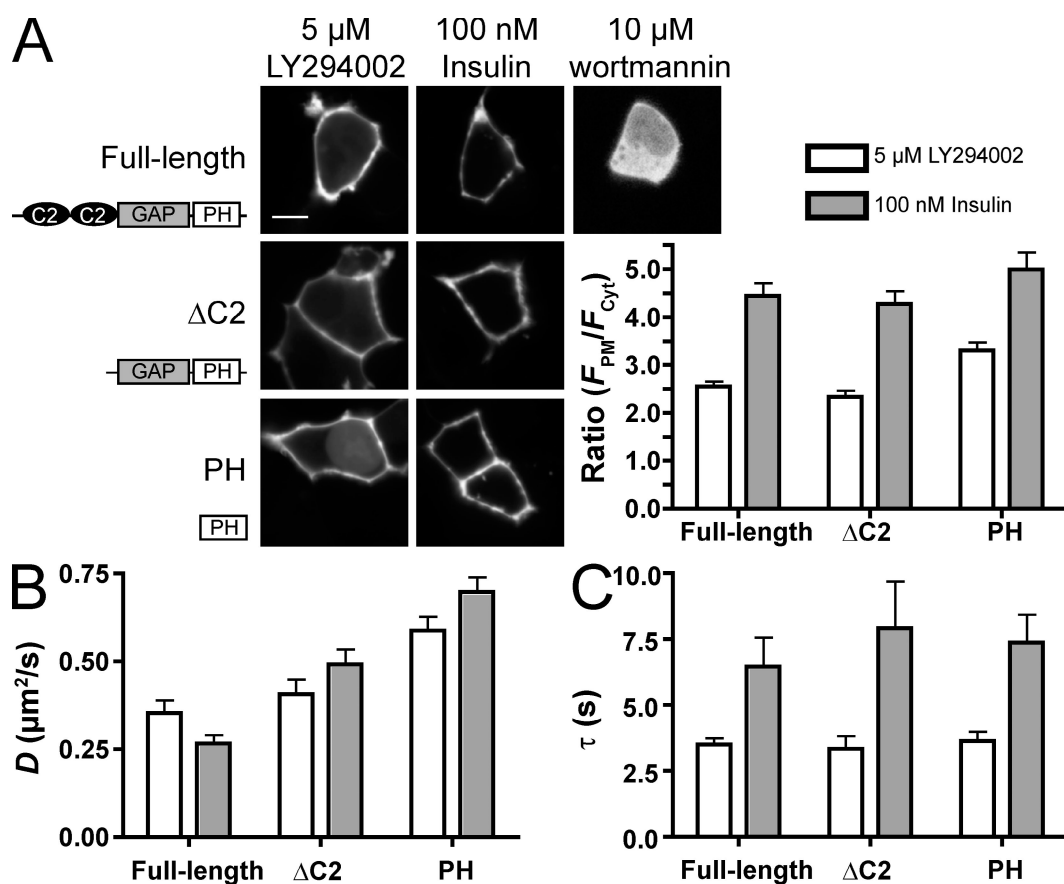 A
5 µM
LY294002
100 nM
Insulin
10 µM
wortmannin
Full-length
C2 C2 GAP PH
ΔC2
GAP PH
PH
PH
5 µM LY294002
100 nM Insulin
Ratio (FPM/FCyt)
5.0
4.0
3.0
2.0
1.0
0.0
Full-length ΔC2 PH
B
D (µm²/s)
0.75
0.50
0.25
0.00
Full-length ΔC2 PH
C
τ (s)
10.0
7.5
5.0
2.5
0.0
Full-length ΔC2 PH